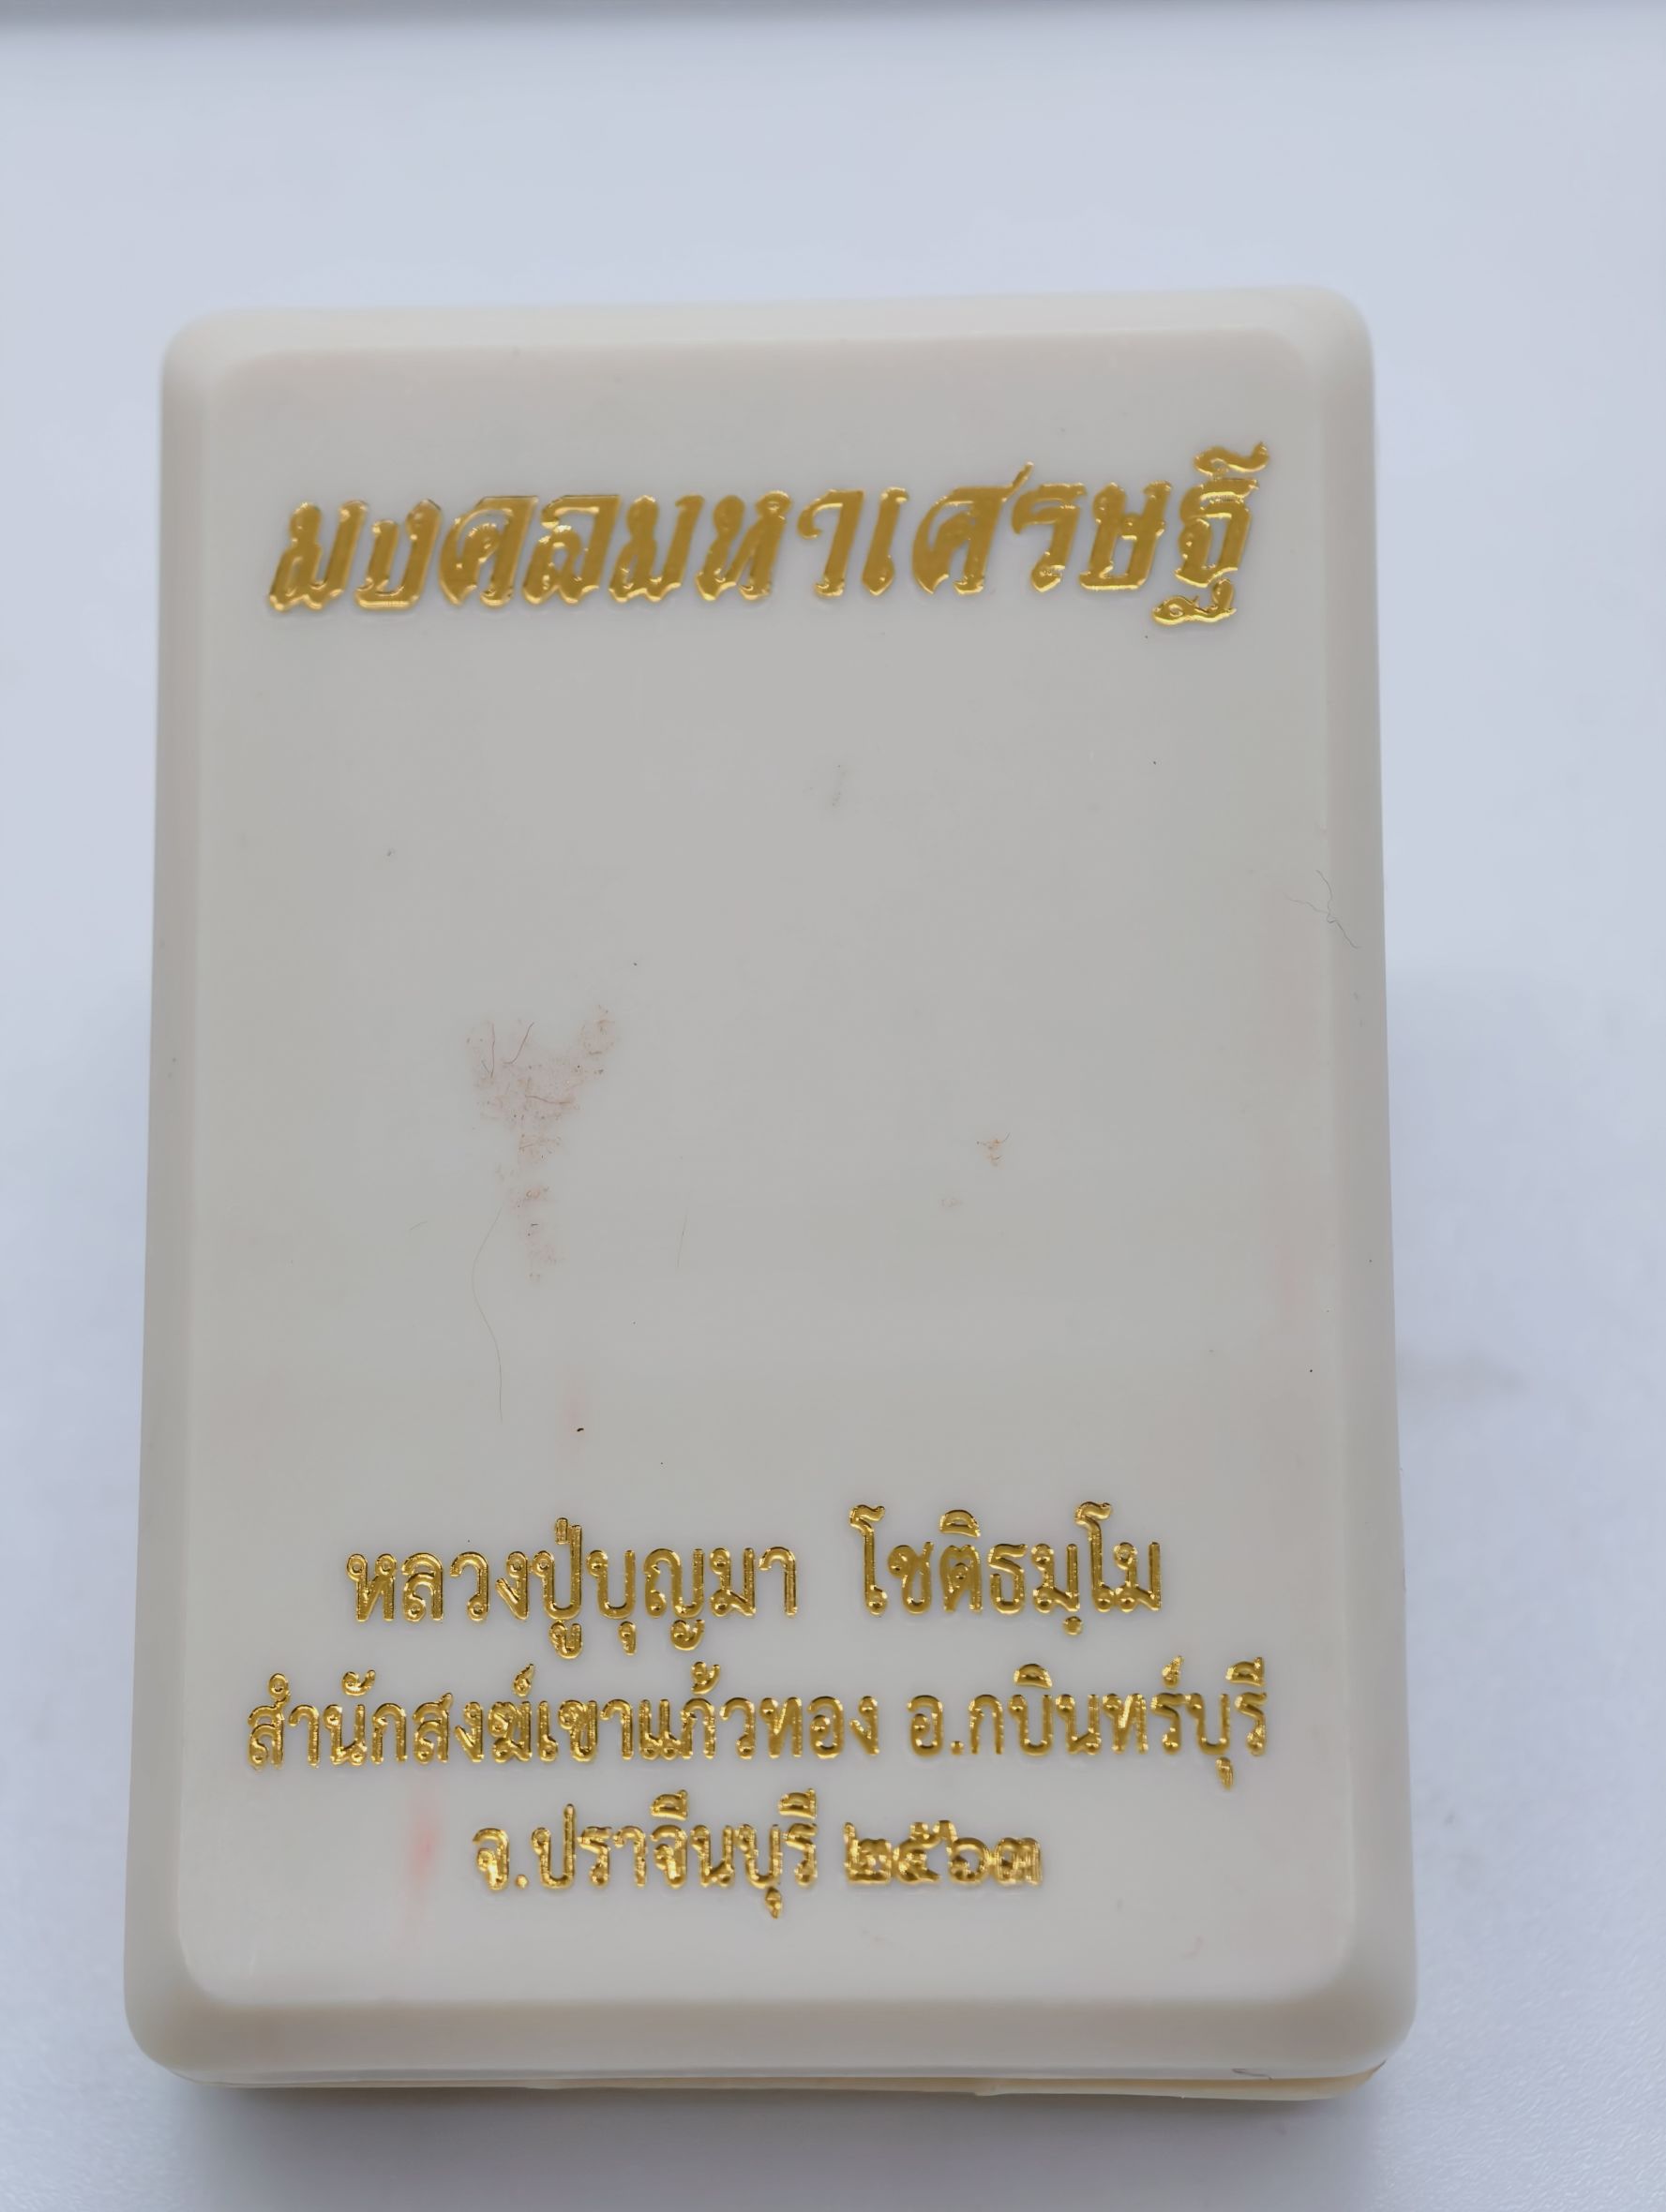 มงคลมหาเศรษฐี
หลวงปู่บุญมา โชติธมฺโม
สำนักสงฆ์เขาแก้วทอง อ.กบินทร์บุรี
จ.ปราจีนบุรี ๒๕๖๓